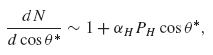 dN/d cos θ* ~ 1 + α_H P_H cos θ*,